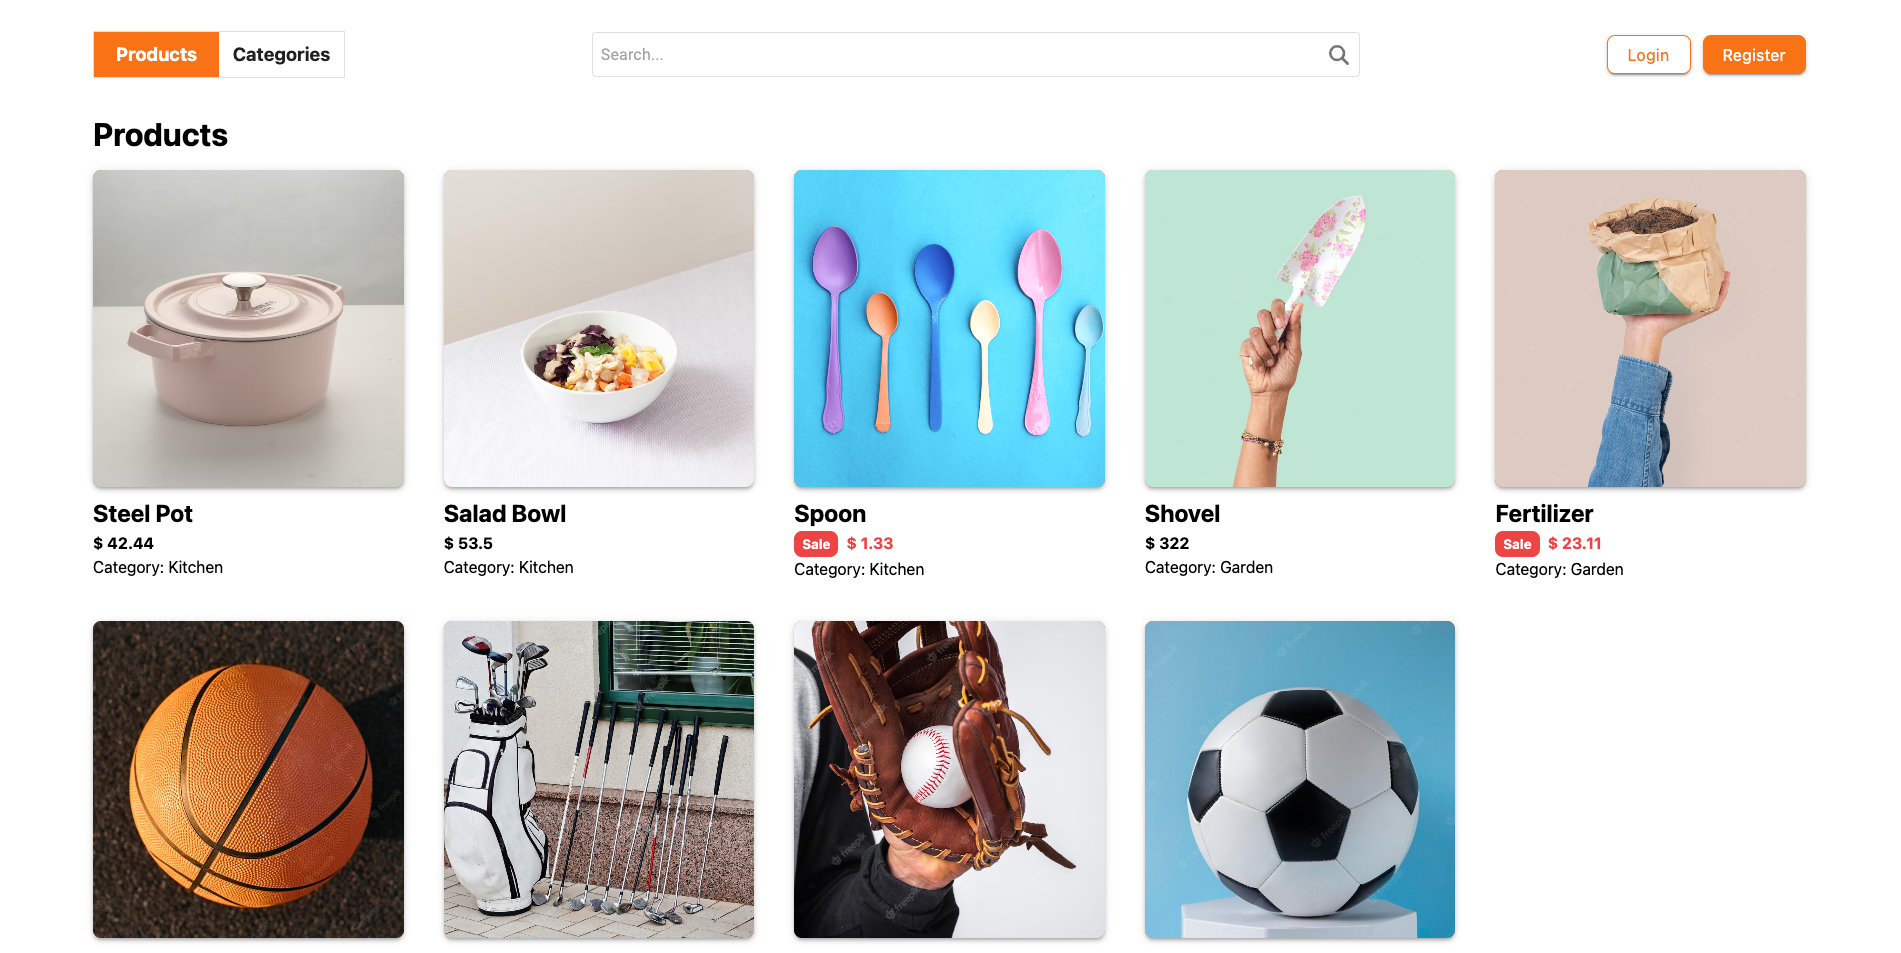 Products Categories
Search...
Login Register
Products
Steel Pot
$ 42.44
Category: Kitchen
Salad Bowl
$ 53.5
Category: Kitchen
Spoon
Sale $ 1.33
Category: Kitchen
Shovel
$ 322
Category: Garden
Fertilizer
Sale $ 23.11
Category: Garden